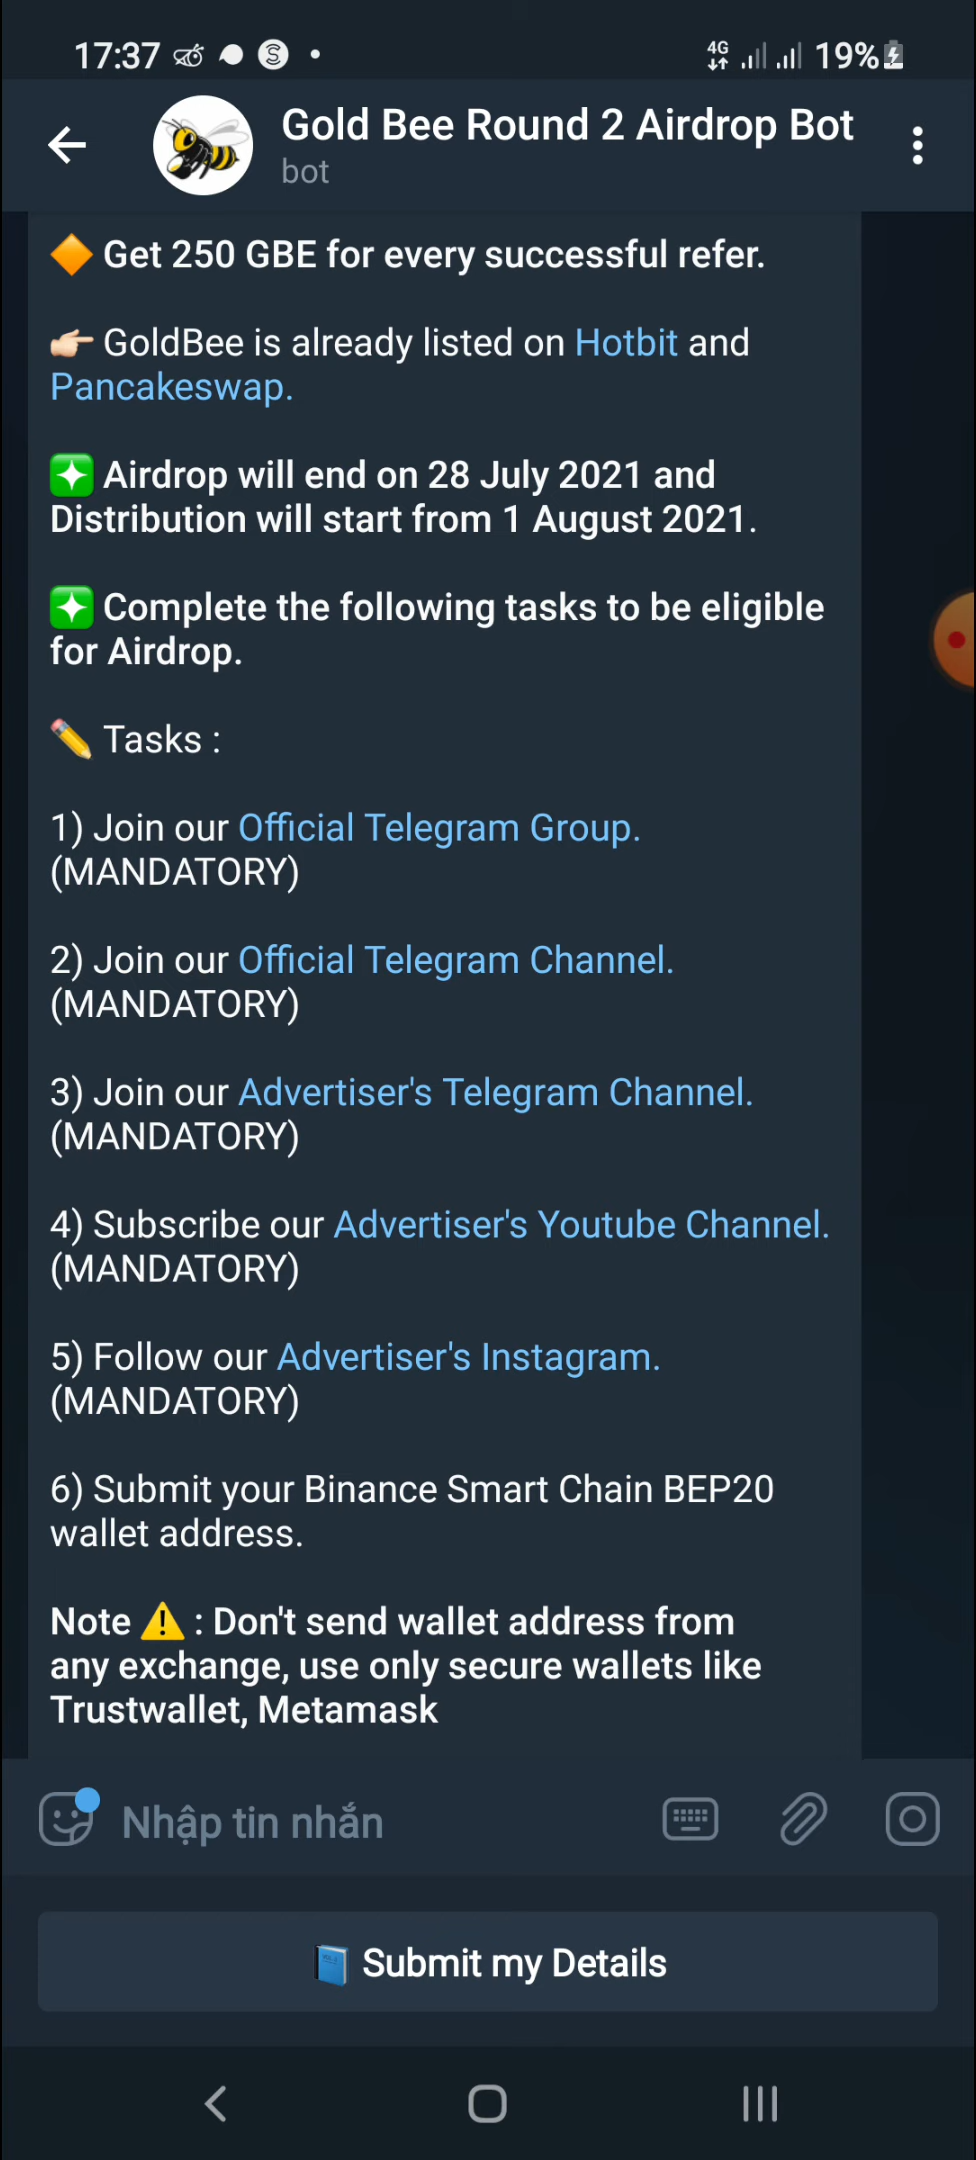 17:37
4G
19%
Gold Bee Round 2 Airdrop Bot
bot
🔶 Get 250 GBE for every successful refer.
👉🏻 GoldBee is already listed on Hotbit and
Pancakeswap.
❇️ Airdrop will end on 28 July 2021 and
Distribution will start from 1 August 2021.
❇️ Complete the following tasks to be eligible
for Airdrop.
✏️ Tasks :
1) Join our Official Telegram Group.
(MANDATORY)
2) Join our Official Telegram Channel.
(MANDATORY)
3) Join our Advertiser's Telegram Channel.
(MANDATORY)
4) Subscribe our Advertiser's Youtube Channel.
(MANDATORY)
5) Follow our Advertiser's Instagram.
(MANDATORY)
6) Submit your Binance Smart Chain BEP20
wallet address.
Note ⚠️ : Don't send wallet address from
any exchange, use only secure wallets like
Trustwallet, Metamask
Nhập tin nhắn
📘 Submit my Details